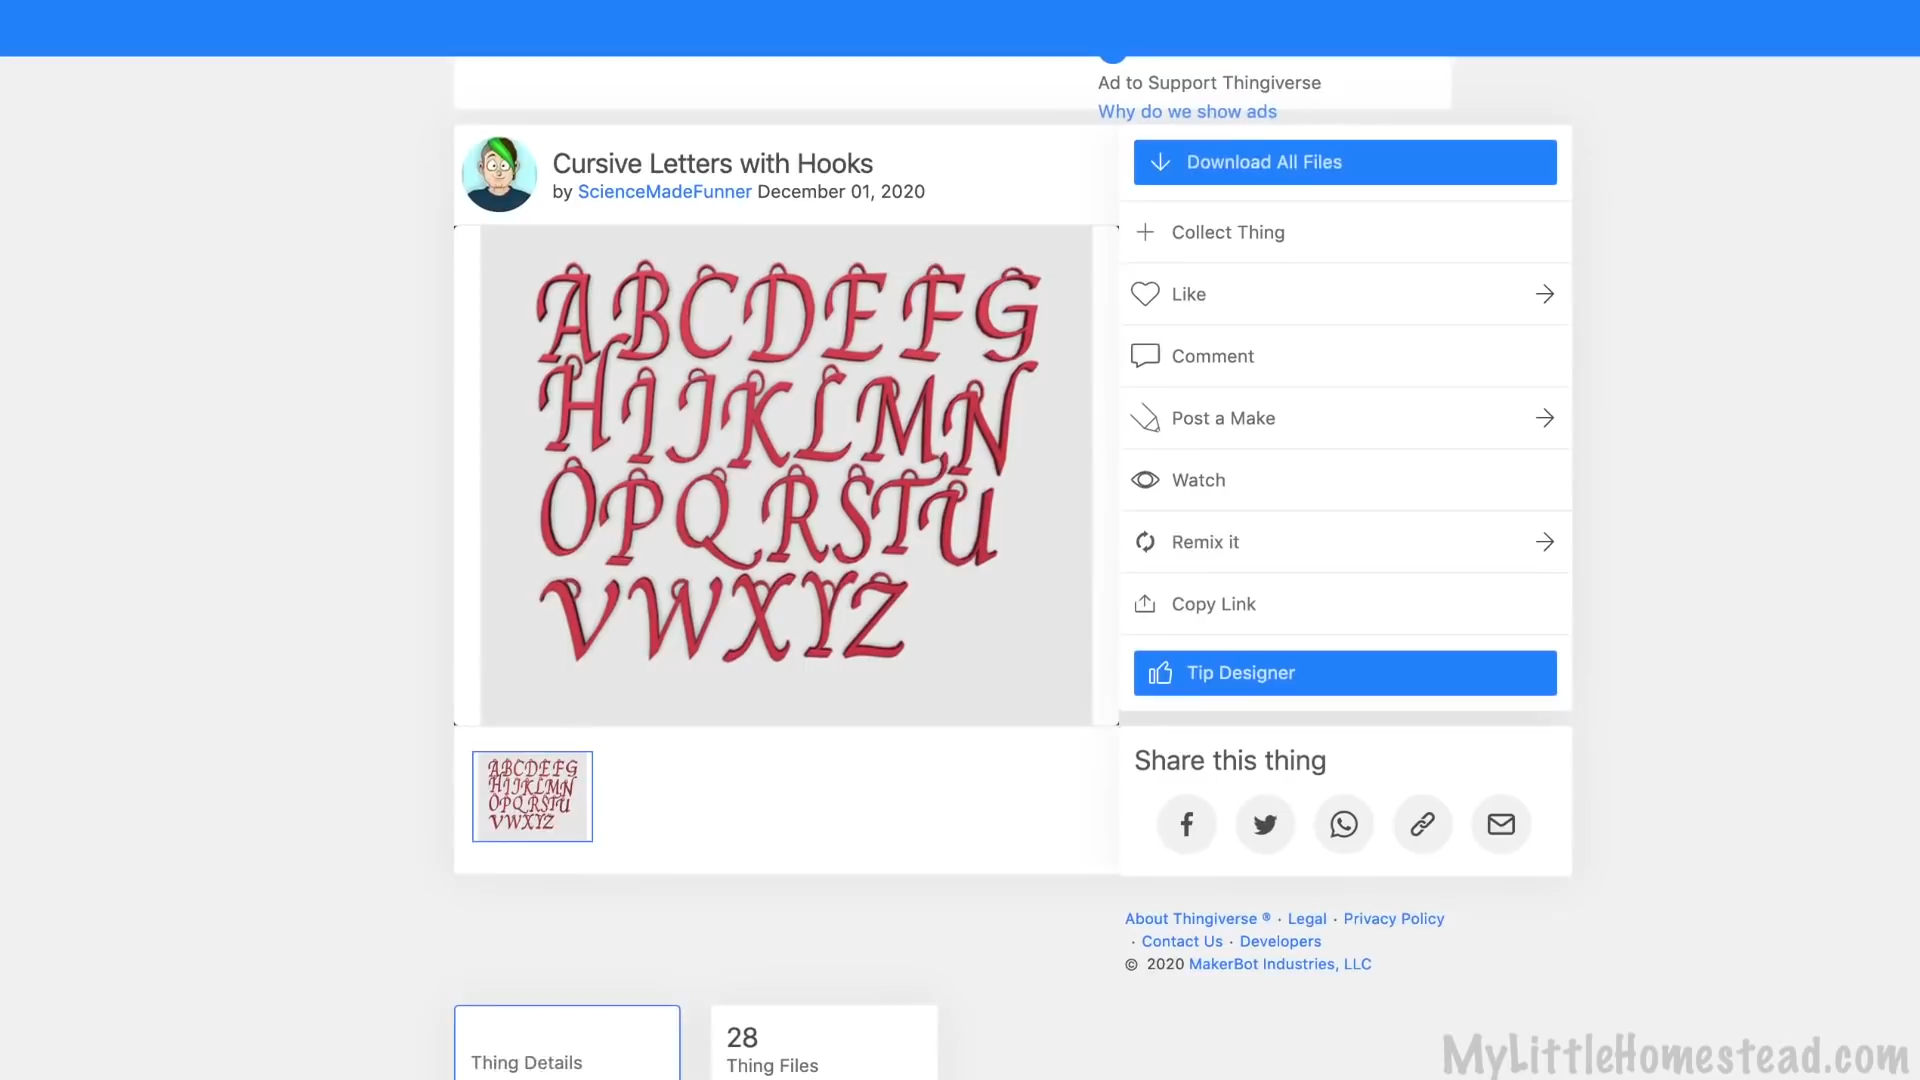 Ad to Support Thingiverse
Why do we show ads
Cursive Letters with Hooks
by ScienceMadeFunner December 01, 2020
ABCDEFG
HIJKLMN
OPQRSTU
VWXYZ
ABCDEFG
HIJKLMN
OPQRSTU
VWXYZ
Download All Files
Collect Thing
Like
Comment
Post a Make
Watch
Remix it
Copy Link
Tip Designer
Share this thing
About Thingiverse ® · Legal · Privacy Policy
· Contact Us · Developers
© 2020 MakerBot Industries, LLC
Thing Details
28
Thing Files
MyLittleHomestead.com